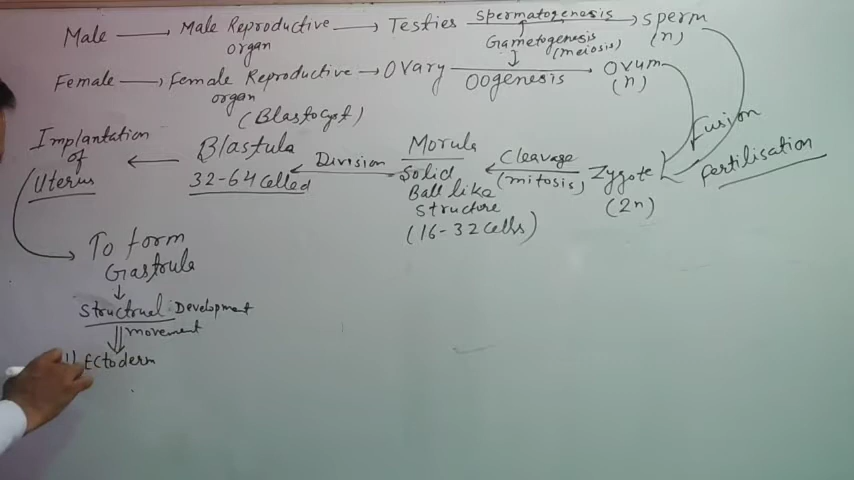 Male → Male Reproductive organ → Testies → Spermatogenesis → Sperm (n)
Gametogenesis (meiosis)
Female → Female Reproductive organ → Ovary → Oogenesis → Ovum (n)
Fusion
fertilisation
Zygote (2n)
Cleavage (mitosis)
Morula
Solid
Ball like
Structure
(16-32 Cells)
Division
(Blastocyst)
Blastula
32-64 Celled
Implantation
of
Uterus
To form
Gastrula
Structruel Development
movement
Ectoderm